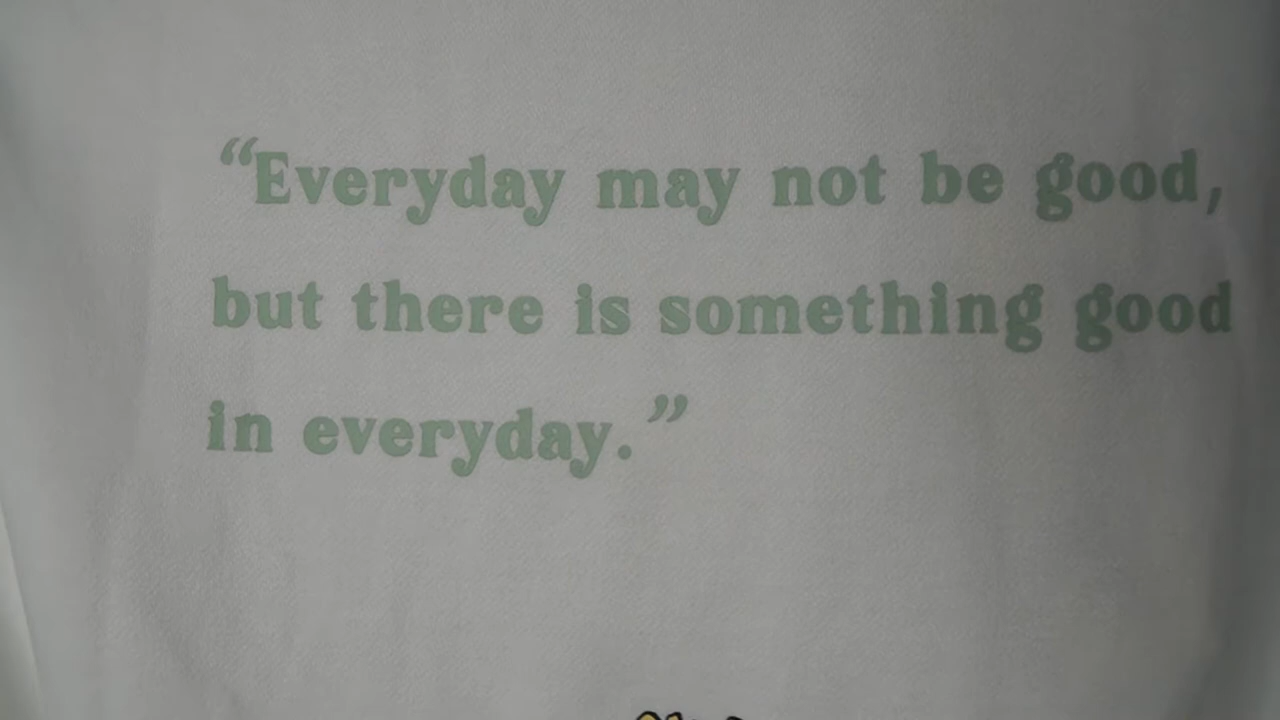 “Everyday may not be good,
but there is something good
in everyday.”